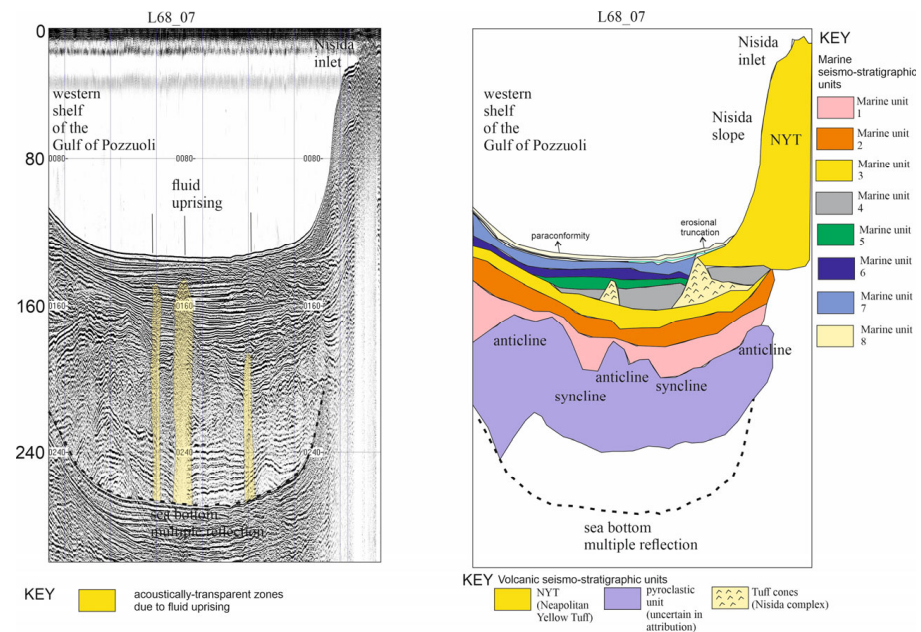 L68_07
0
80
160
240
Nisida
inlet
western
shelf
of the
Gulf of Pozzuoli
0080
0080
0080
fluid
uprising
0160
0160
0160
0240
0240
0240
sea bottom
multiple reflection
KEY
acoustically-transparent zones
due to fluid uprising
L68_07
western
shelf
of the
Gulf of Pozzuoli
Nisida
inlet
Nisida
slope
NYT
paraconformity
erosional
truncation
anticline
syncline
anticline
syncline
anticline
sea bottom
multiple reflection
KEY
Marine
seismo-stratigraphic
units
Marine unit
1
Marine unit
2
Marine unit
3
Marine unit
4
Marine unit
5
Marine unit
6
Marine unit
7
Marine unit
8
KEY Volcanic seismo-stratigraphic units
NYT
(Neapolitan
Yellow Tuff)
pyroclastic
unit
(uncertain in
attribution)
Tuff cones
(Nisida complex)